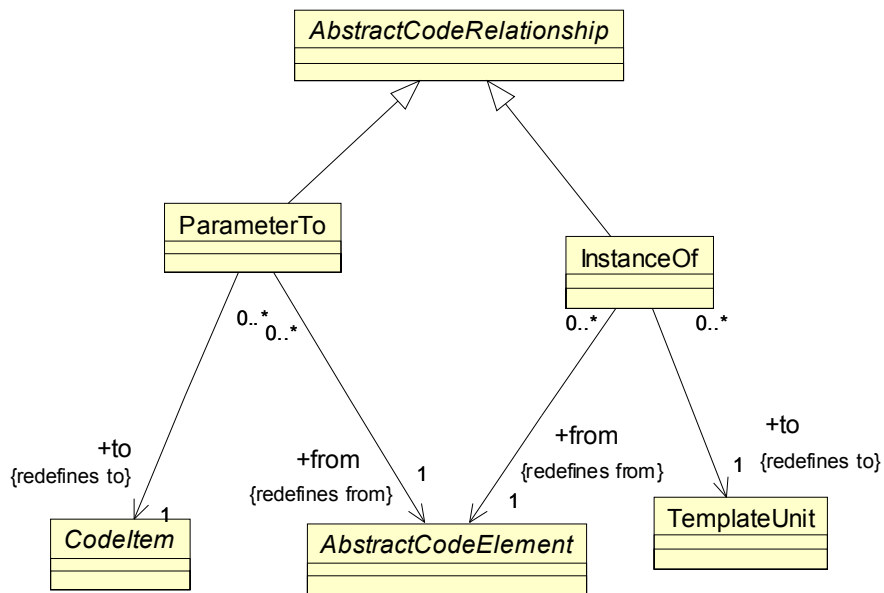 AbstractCodeRelationship
ParameterTo
InstanceOf
0..*
0..*
0..*
0..*
+to
{redefines to}
1
+from
{redefines from}
1
+from
{redefines from}
1
+to
{redefines to}
1
CodeItem
AbstractCodeElement
TemplateUnit